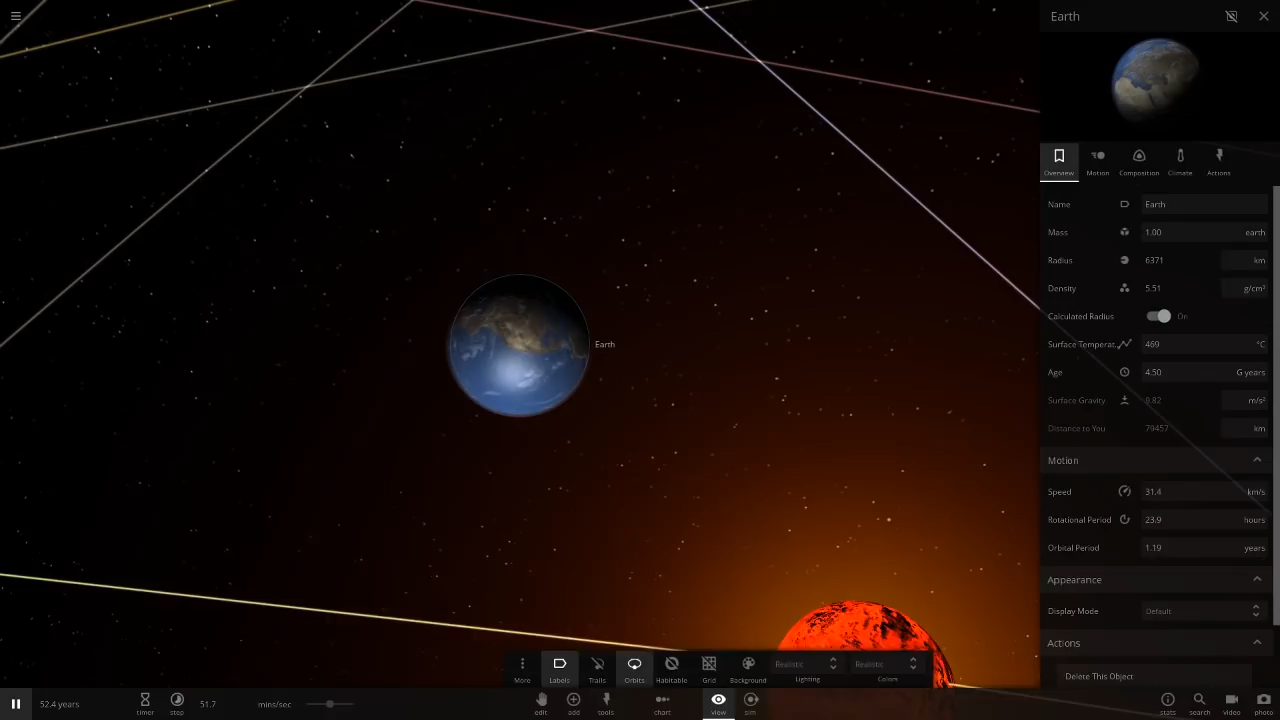 Earth
Overview
Motion
Composition
Climate
Actions
Name Earth
Mass 1.00 earth
Radius 6371 km
Density 5.51 g/cm³
Calculated Radius On
Surface Temperat... 469 °C
Age 4.50 G years
Surface Gravity 9.82 m/s²
Distance to You 79457 km
Motion
Speed 31.4 km/s
Rotational Period 23.9 hours
Orbital Period 1.19 years
Appearance
Display Mode Default
Actions
Delete This Object
Earth
More
Labels
Trails
Orbits
Habitable
Grid
Background
Realistic
Lighting
Realistic
Colors
52.4 years
timer
step
51.7 mins/sec
edit
add
tools
chart
view
sim
stats
search
video
photo